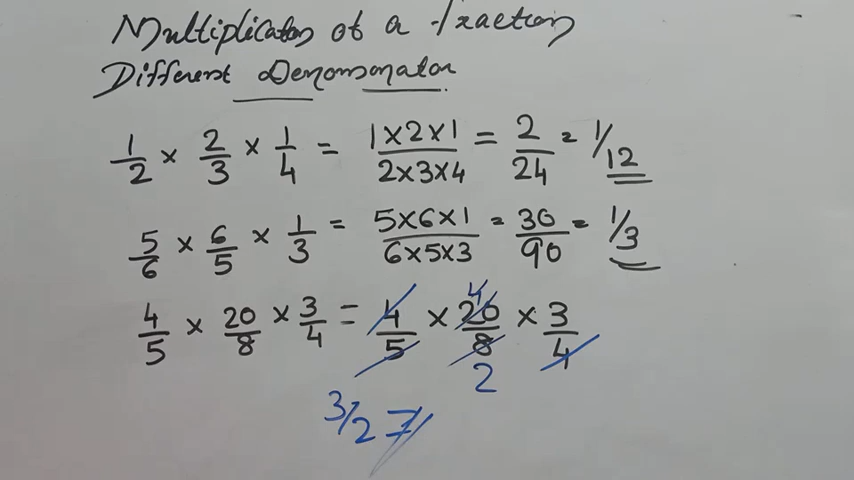 Multiplication of a fraction
Different Denomonator
1/2 × 2/3 × 1/4 = 1×2×1/2×3×4 = 2/24 = 1/12
5/6 × 6/5 × 1/3 = 5×6×1/6×5×3 = 30/90 = 1/3
4/5 × 20/8 × 3/4 = 4/5 × 20/8 × 3/4
4
2
3/2